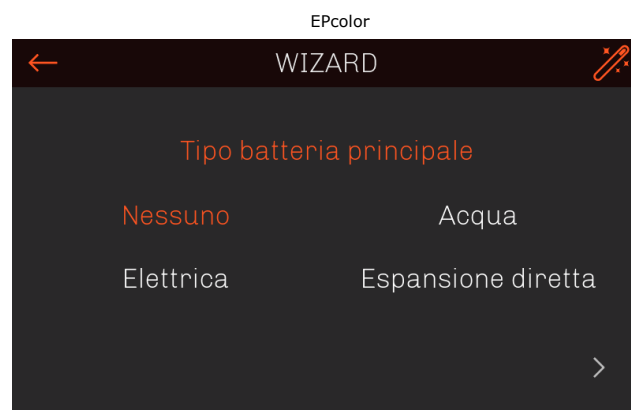 EPcolor
WIZARD
Tipo batteria principale
Nessuno
Acqua
Elettrica
Espansione diretta